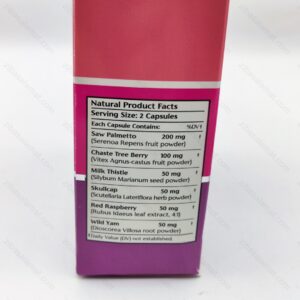 Natural Product Facts
Serving Size: 2 Capsules
Each Capsule Contains: %DV‡
Saw Palmetto 200 mg †
(Serenoa Repens fruit powder)
Chaste Tree Berry 100 mg †
(Vitex Agnus-castus fruit powder)
Milk Thistle 50 mg †
(Silybum Marianum seed powder)
Skullcap 50 mg †
(Scutellaria Lateriflora herb powder)
Red Raspberry 50 mg †
(Rubus Idaeus leaf extract, 4:1)
Wild Yam 50 mg †
(Dioscorea Villosa root powder)
Daily Value (DV) not established.